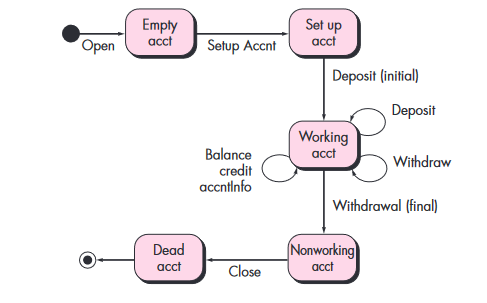 Empty
acct
Set up
acct
Open
Setup Accnt
Deposit (initial)
Deposit
Working
acct
Balance
credit
accntInfo
Withdraw
Withdrawal (final)
Dead
acct
Nonworking
acct
Close